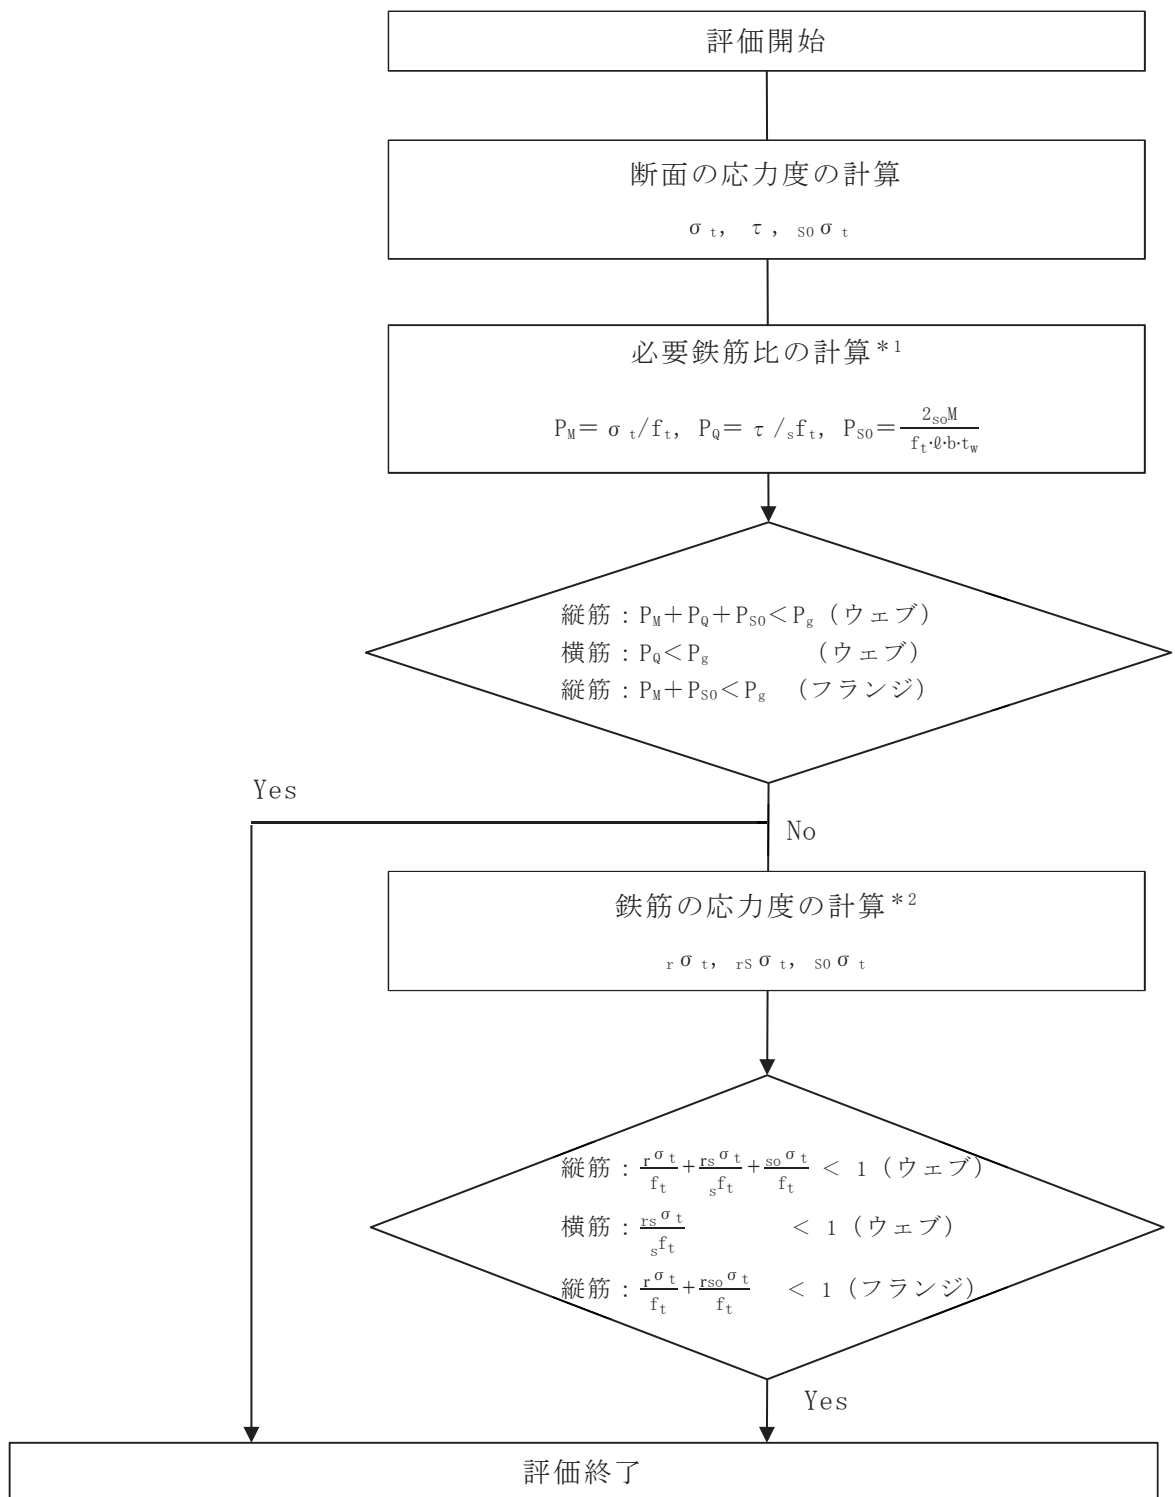 評価開始
断面の応力度の計算
σt, τ, SOσt
必要鉄筋比の計算*1
PM=σt/ft, PQ=τ/sft, PSO=2soM/ft・ℓ・b・tw
縦筋:PM+PQ+PSO<Pg(ウェブ)
横筋:PQ<Pg (ウェブ)
縦筋:PM+PSO<Pg (フランジ)
Yes
No
鉄筋の応力度の計算*2
rσt, rSσt, SOσt
縦筋:rσt/ft+rsσt/sft+soσt/ft < 1(ウェブ)
横筋:rsσt/sft < 1(ウェブ)
縦筋:rσt/ft+rsoσt/ft < 1(フランジ)
Yes
評価終了